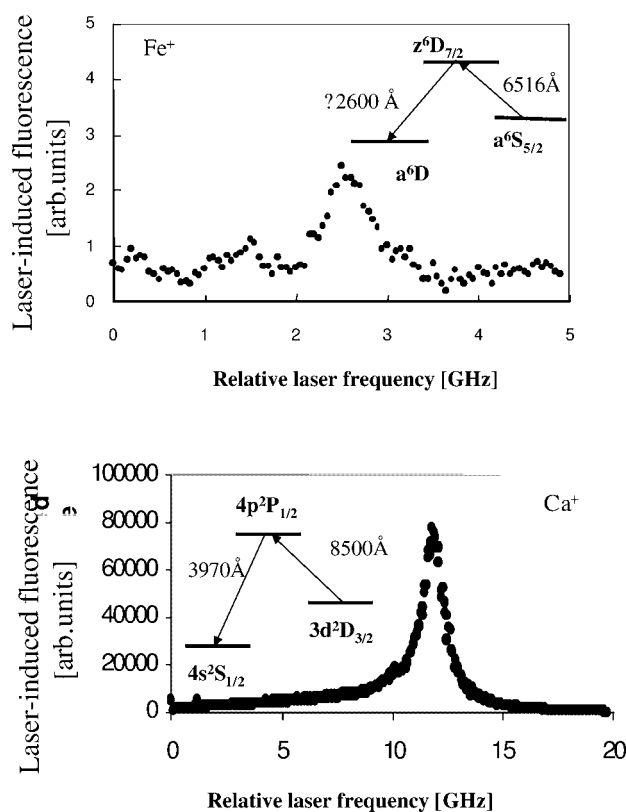 Laser-induced fluorescence
[arb.units]
5
4
3
2
1
0
Fe⁺
z⁶D₇/₂
?2600 Å
6516Å
a⁶D
a⁶S₅/₂
0 1 2 3 4 5
Relative laser frequency [GHz]
Laser-induced fluorescence
[arb.units]
100000
80000
60000
40000
20000
0
Ca⁺
4p²P₁/₂
3970Å
8500Å
3d²D₃/₂
4s²S₁/₂
0 5 10 15 20
Relative laser frequency [GHz]